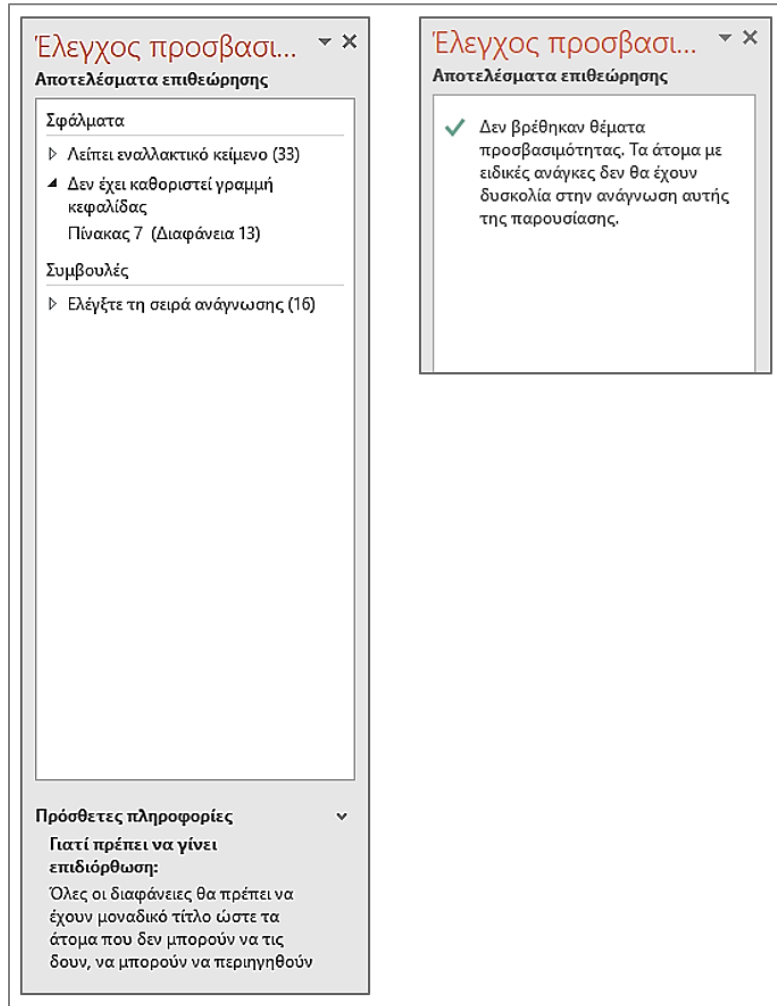 Έλεγχος προσβασι...
Αποτελέσματα επιθεώρησης
Σφάλματα
Λείπει εναλλακτικό κείμενο (33)
Δεν έχει καθοριστεί γραμμή
κεφαλίδας
Πίνακας 7 (Διαφάνεια 13)
Συμβουλές
Ελέγξτε τη σειρά ανάγνωσης (16)
Πρόσθετες πληροφορίες
Γιατί πρέπει να γίνει
επιδιόρθωση:
Όλες οι διαφάνειες θα πρέπει να
έχουν μοναδικό τίτλο ώστε τα
άτομα που δεν μπορούν να τις
δουν, να μπορούν να περιηγηθούν
Έλεγχος προσβασι...
Αποτελέσματα επιθεώρησης
Δεν βρέθηκαν θέματα
προσβασιμότητας. Τα άτομα με
ειδικές ανάγκες δεν θα έχουν
δυσκολία στην ανάγνωση αυτής
της παρουσίασης.